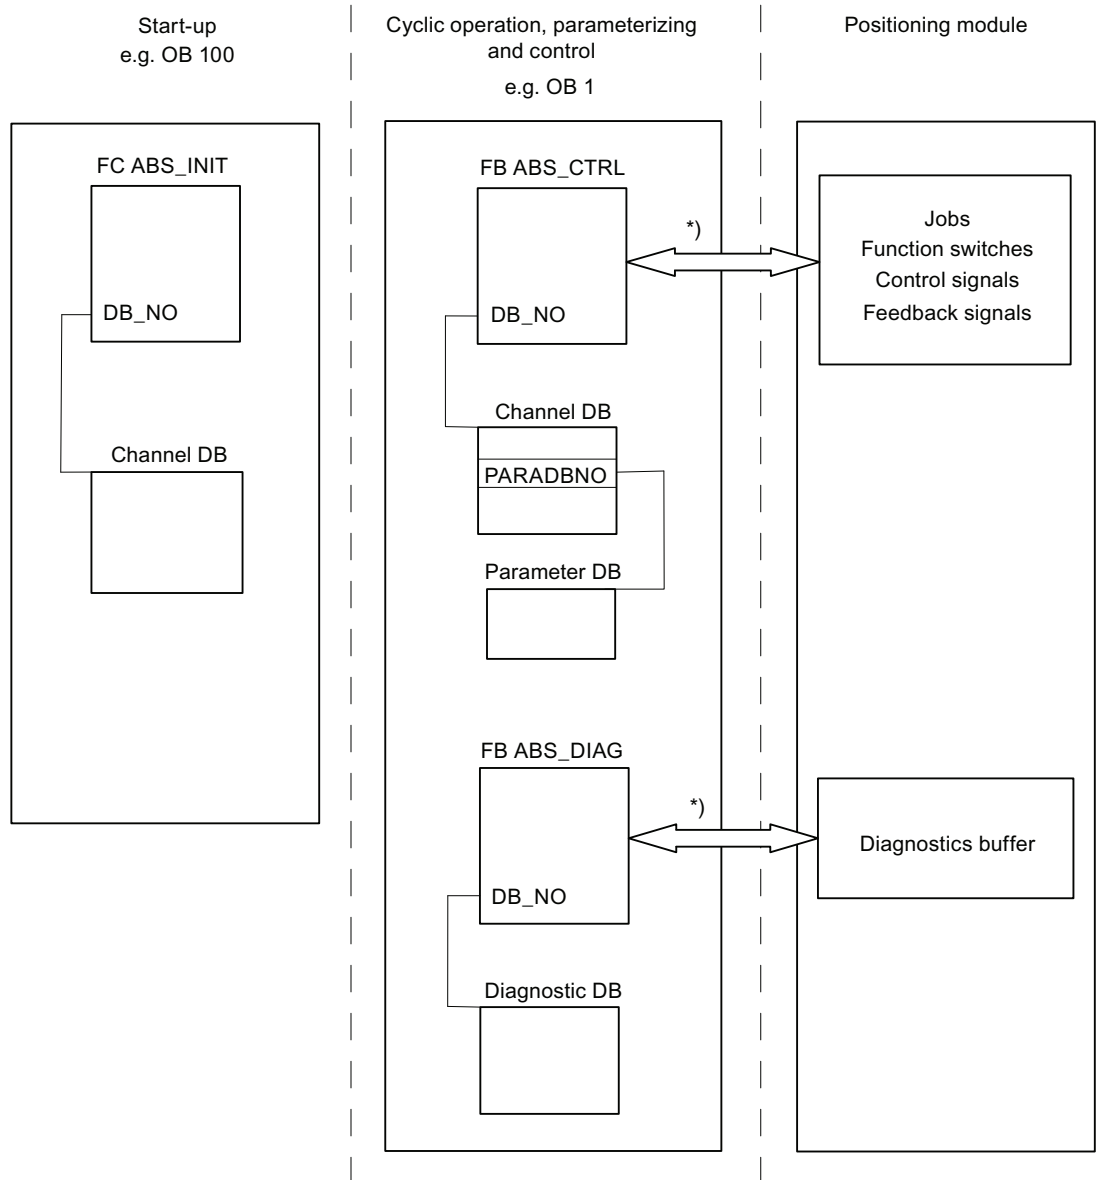 Start-up
e.g. OB 100
Cyclic operation, parameterizing
and control
e.g. OB 1
Positioning module
FC ABS_INIT
DB_NO
Channel DB
FB ABS_CTRL
DB_NO
*)
Channel DB
PARADBNO
Parameter DB
FB ABS_DIAG
DB_NO
*)
Diagnostic DB
Jobs
Function switches
Control signals
Feedback signals
Diagnostics buffer